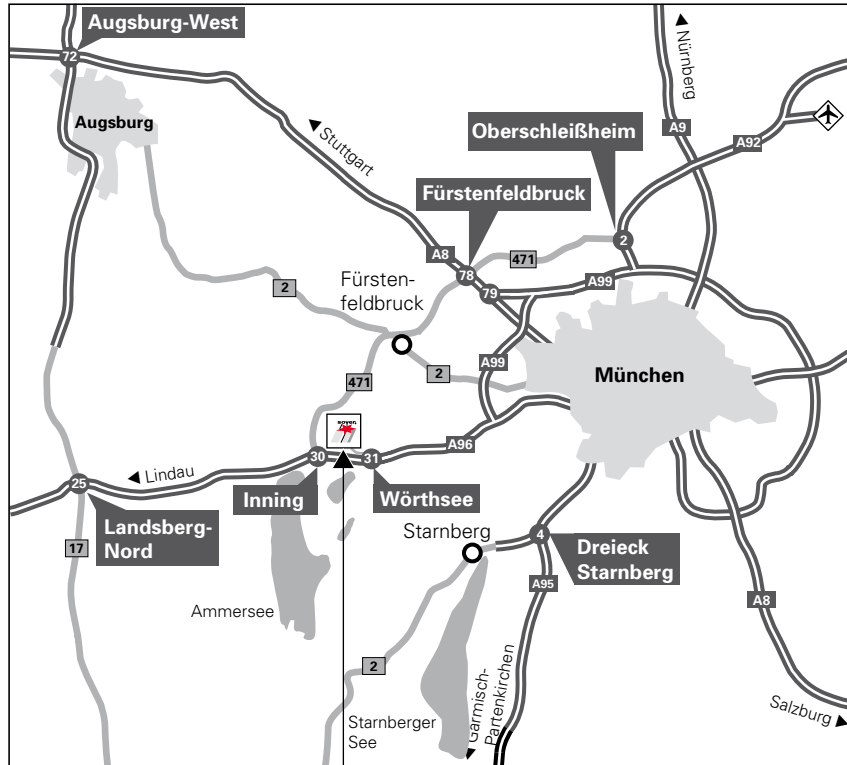 Augsburg-West
72
Augsburg
Stuttgart
Nürnberg
Oberschleißheim
A9
A92
Fürstenfeldbruck
2
A8
471
78
79
A99
2
Fürsten-
feldbruck
A99
471
2
München
A96
30
31
Lindau
25
Inning
Wörthsee
Landsberg-
Nord
Starnberg
4
Dreieck
Starnberg
17
A95
A8
Ammersee
2
Starnberger
See
Garmisch-
Partenkirchen
Salzburg